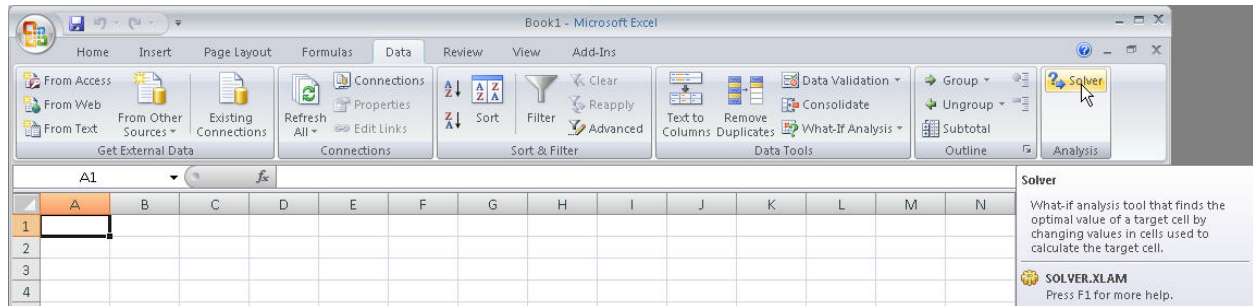 Book1 - Microsoft Excel
Home Insert Page Layout Formulas Data Review View Add-Ins
From Access
From Web
From Text
From Other
Sources
Existing
Connections
Get External Data
Refresh
All
Connections
Properties
Edit Links
Connections
A
Z
Z
A
A Z
Z A
Sort
Filter
Clear
Reapply
Advanced
Sort & Filter
Text to
Columns
Remove
Duplicates
Data Validation
Consolidate
What-If Analysis
Data Tools
Group
Ungroup
Subtotal
Outline
Solver
Analysis
A1 fx
A B C D E F G H I J K L M N
1
2
3
4
Solver
What-if analysis tool that finds the
optimal value of a target cell by
changing values in cells used to
calculate the target cell.
SOLVER.XLAM
Press F1 for more help.